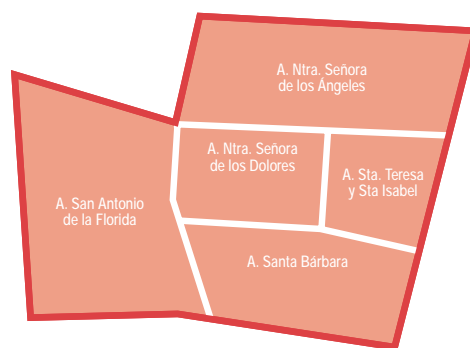 A. Ntra. Señora
de los Ángeles
A. Ntra. Señora
de los Dolores
A. Sta. Teresa
y Sta Isabel
A. San Antonio
de la Florida
A. Santa Bárbara